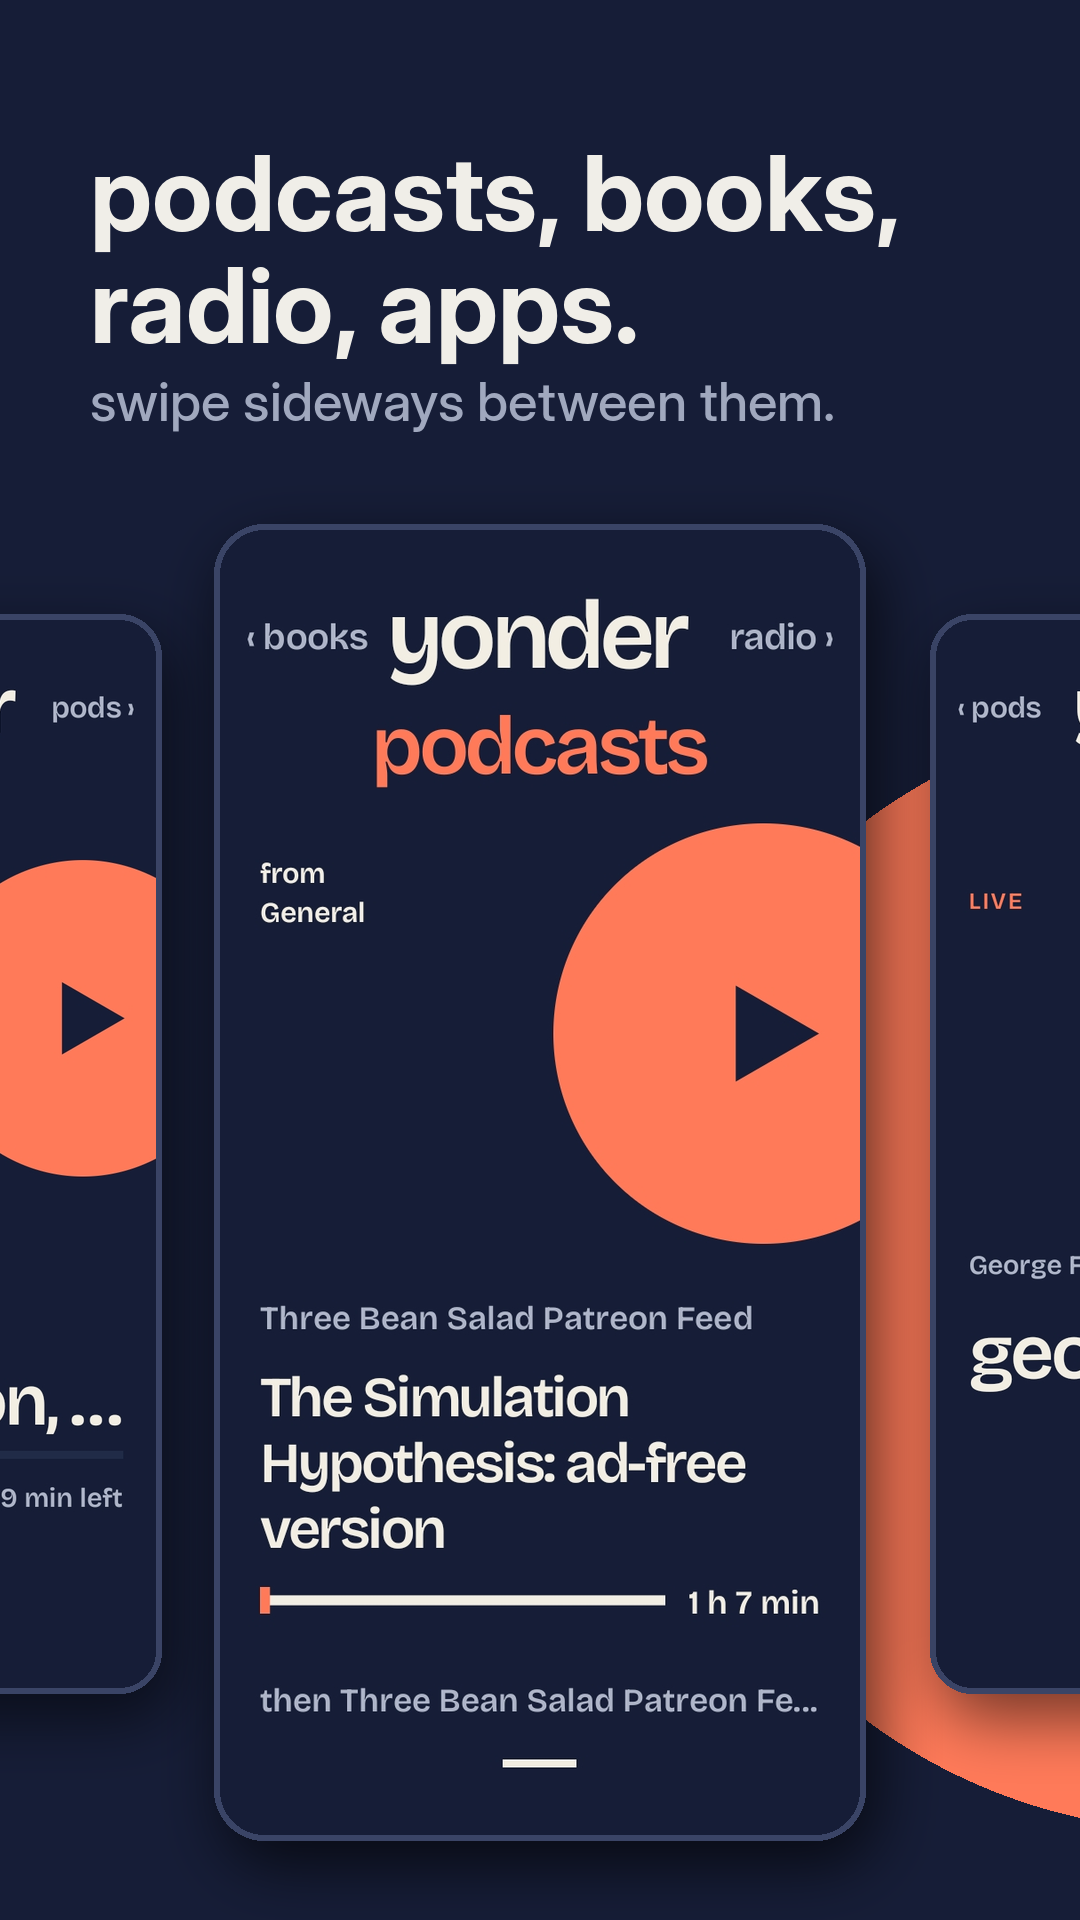 podcasts, books,
radio, apps.
swipe sideways between them.
‹ books yonder radio ›
podcasts
from
General
Three Bean Salad Patreon Feed
The Simulation
Hypothesis: ad-free
version
1 h 7 min
then Three Bean Salad Patreon Fe...
pods ›
...
9 min left
‹ pods
LIVE
George